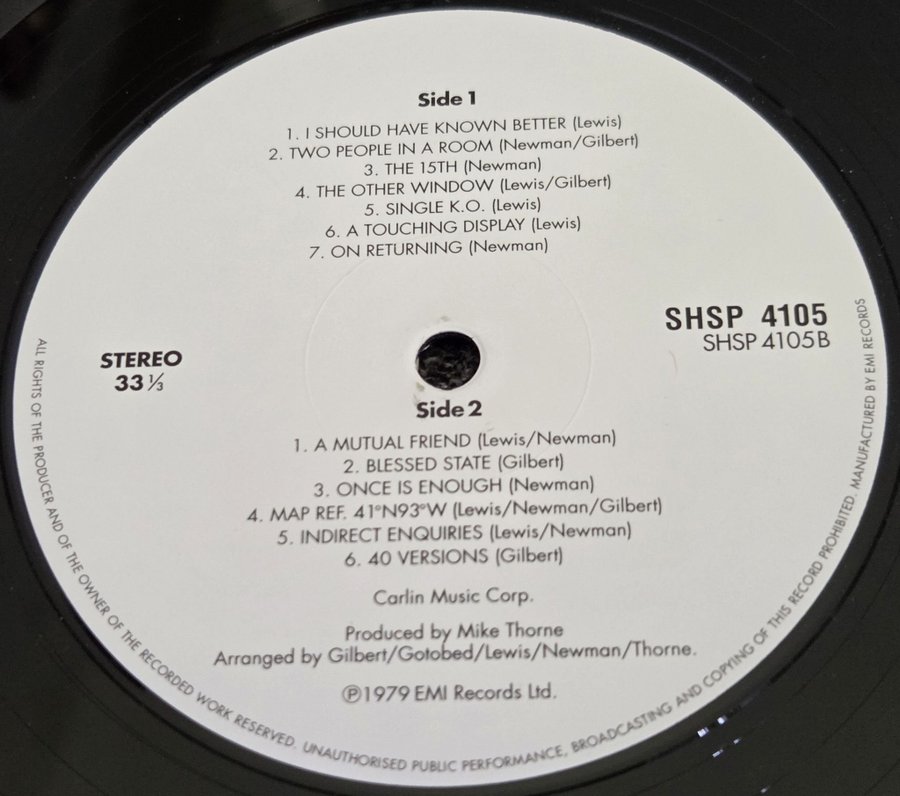 Side 1
1. I SHOULD HAVE KNOWN BETTER (Lewis)
2. TWO PEOPLE IN A ROOM (Newman/Gilbert)
3. THE 15TH (Newman)
4. THE OTHER WINDOW (Lewis/Gilbert)
5. SINGLE K.O. (Lewis)
6. A TOUCHING DISPLAY (Lewis)
7. ON RETURNING (Newman)
STEREO
33⅓
SHSP 4105
SHSP 4105B
Side 2
1. A MUTUAL FRIEND (Lewis/Newman)
2. BLESSED STATE (Gilbert)
3. ONCE IS ENOUGH (Newman)
4. MAP REF. 41°N93°W (Lewis/Newman/Gilbert)
5. INDIRECT ENQUIRIES (Lewis/Newman)
6. 40 VERSIONS (Gilbert)
Carlin Music Corp.
Produced by Mike Thorne
Arranged by Gilbert/Gotobed/Lewis/Newman/Thorne.
℗1979 EMI Records Ltd.
ALL RIGHTS OF THE PRODUCER AND OF THE OWNER OF THE RECORDED WORK RESERVED. UNAUTHORISED PUBLIC PERFORMANCE, BROADCASTING AND COPYING OF THIS RECORD PROHIBITED. MANUFACTURED BY EMI RECORDS